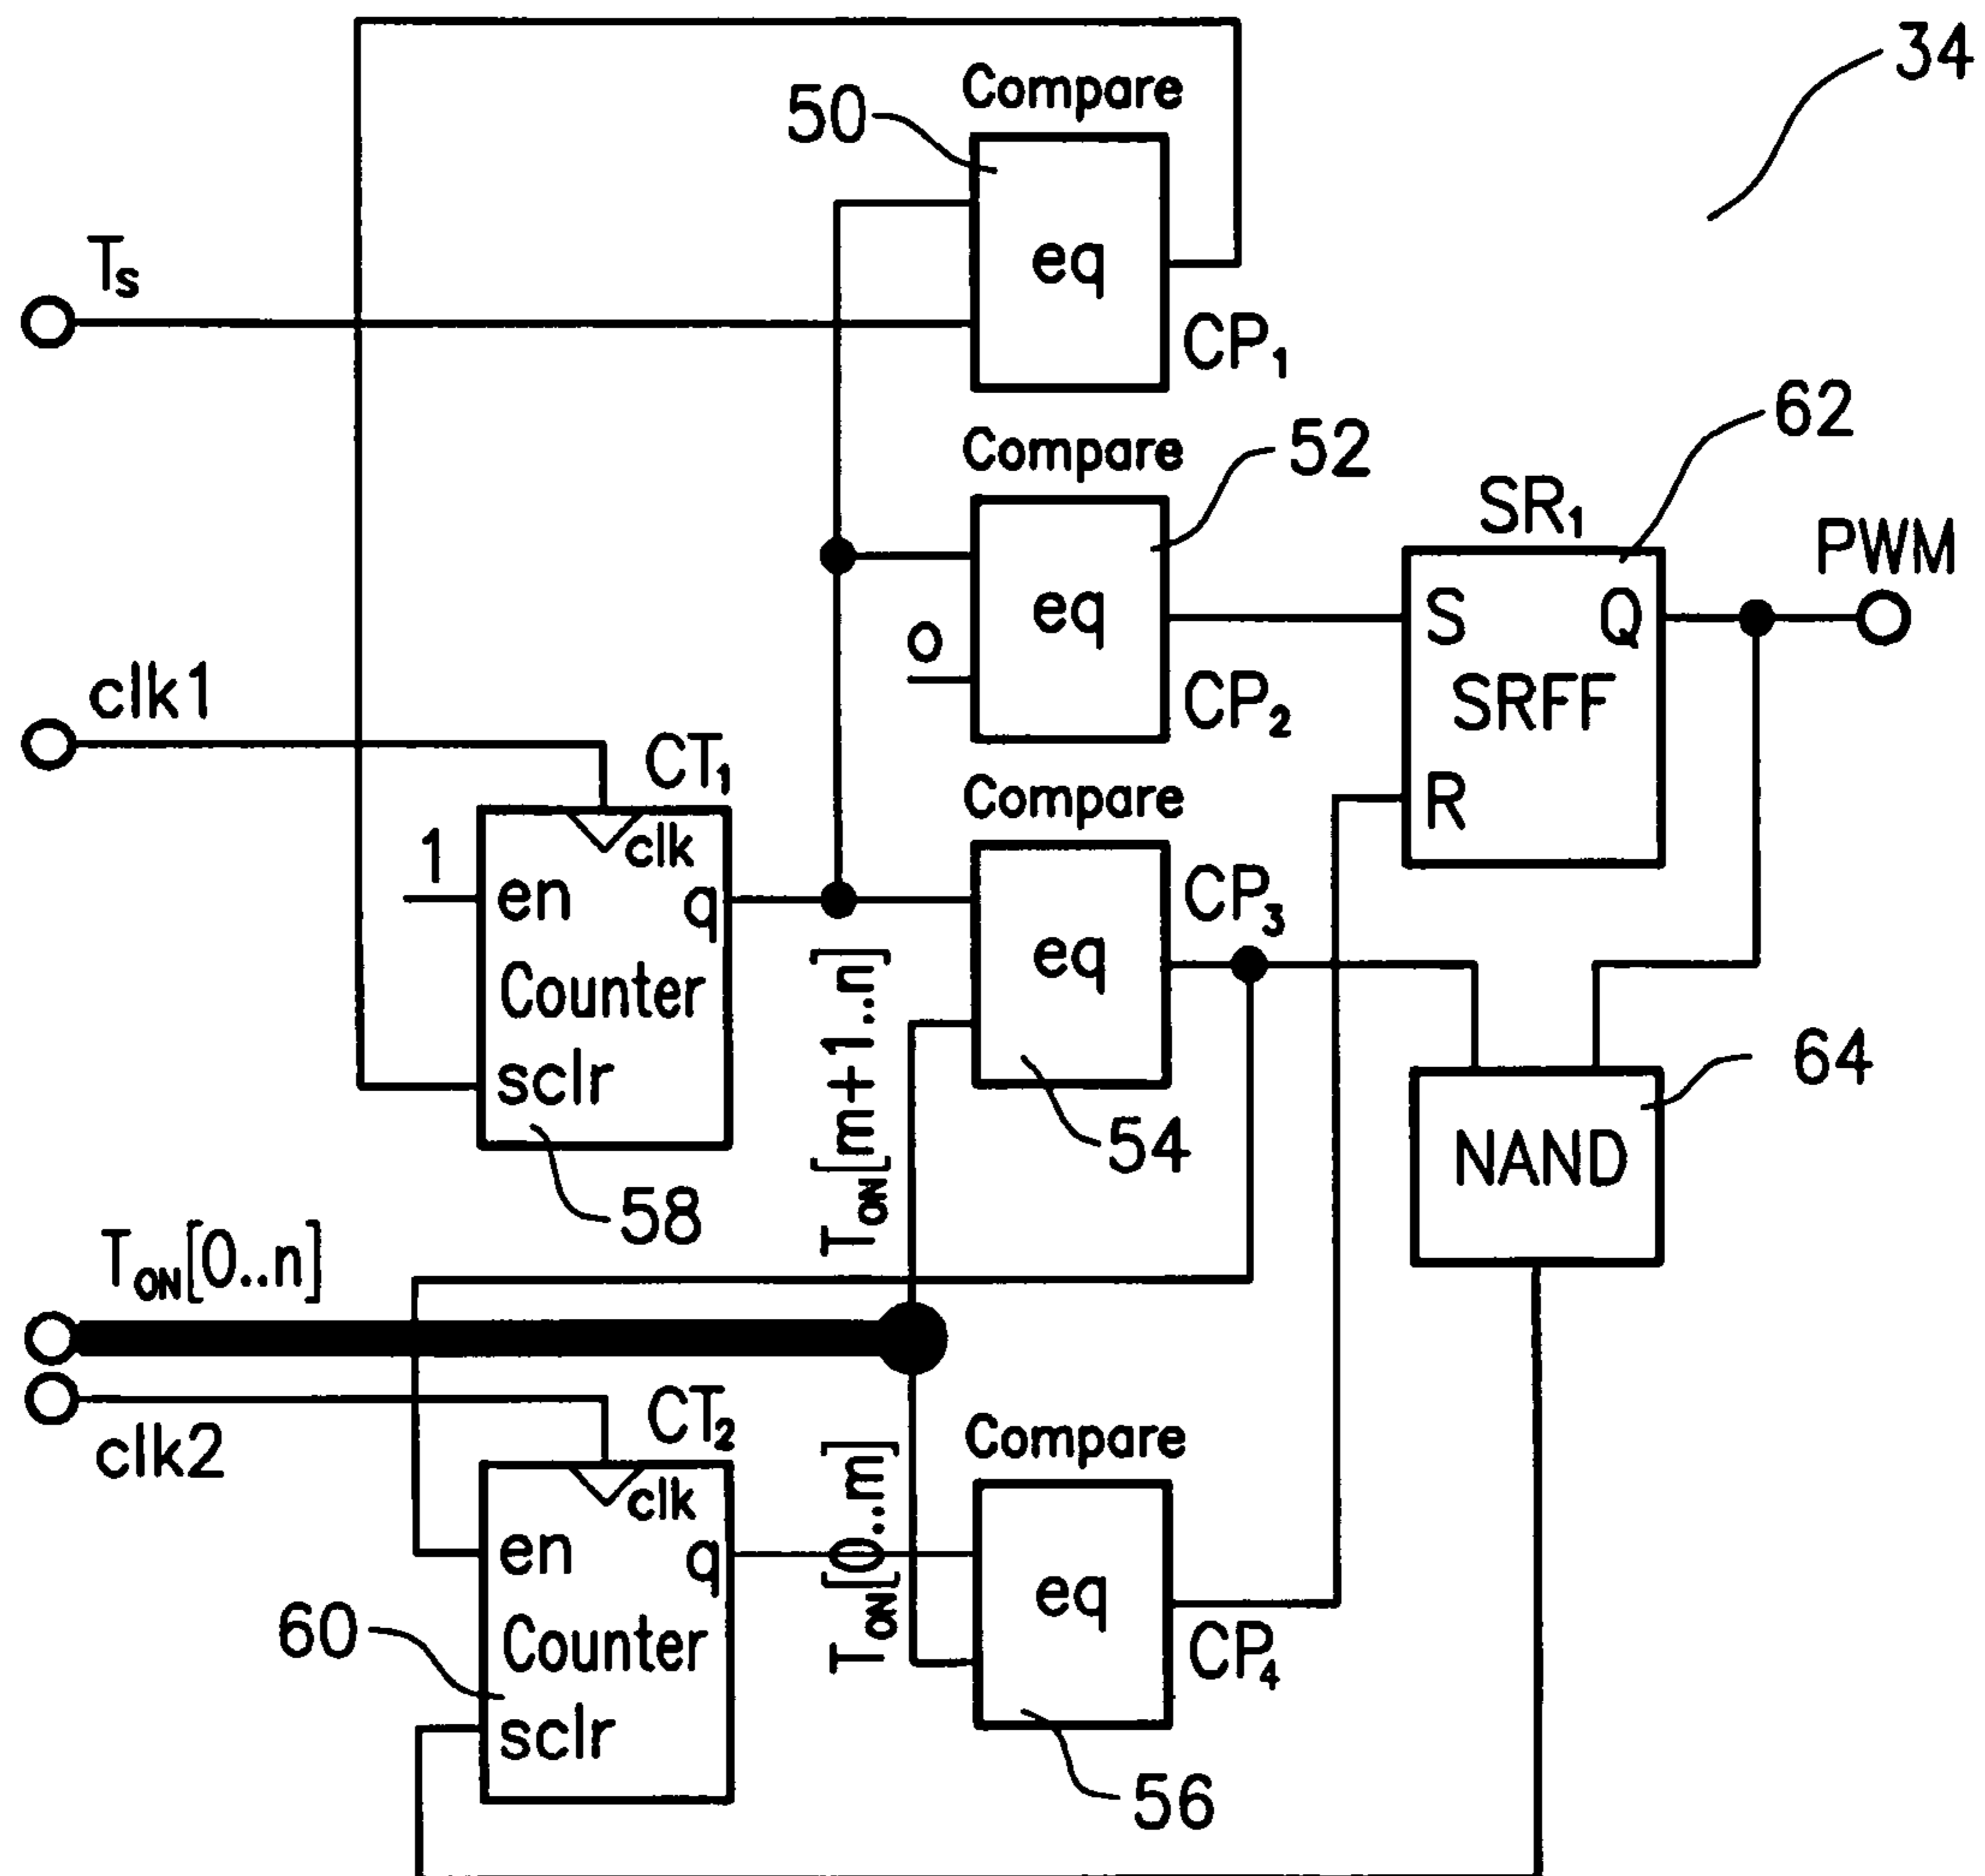 34
Compare
50
eq
Ts
CP1
62
Compare
52
SR1
PWM
eq
S
Q
0
SRFF
clk1
CP2
CT1
Compare
R
1
clk
en
q
CP3
eq
Counter
TON[m+1..n]
sclr
64
54
NAND
58
TON[0..n]
CT2
Compare
clk2
TON[0..m]
clk
en
q
eq
60
Counter
CP4
sclr
56